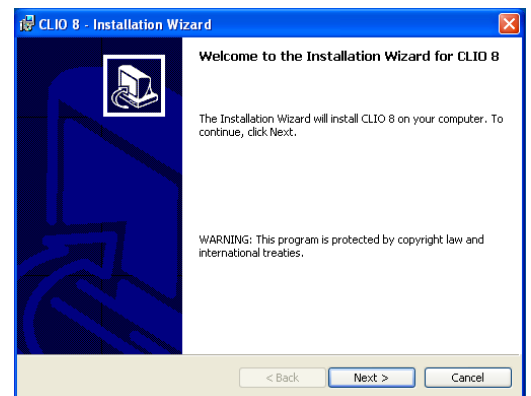 CLIO 8 - Installation Wizard
Welcome to the Installation Wizard for CLIO 8
The Installation Wizard will install CLIO 8 on your computer. To
continue, click Next.
WARNING: This program is protected by copyright law and
international treaties.
< Back Next > Cancel